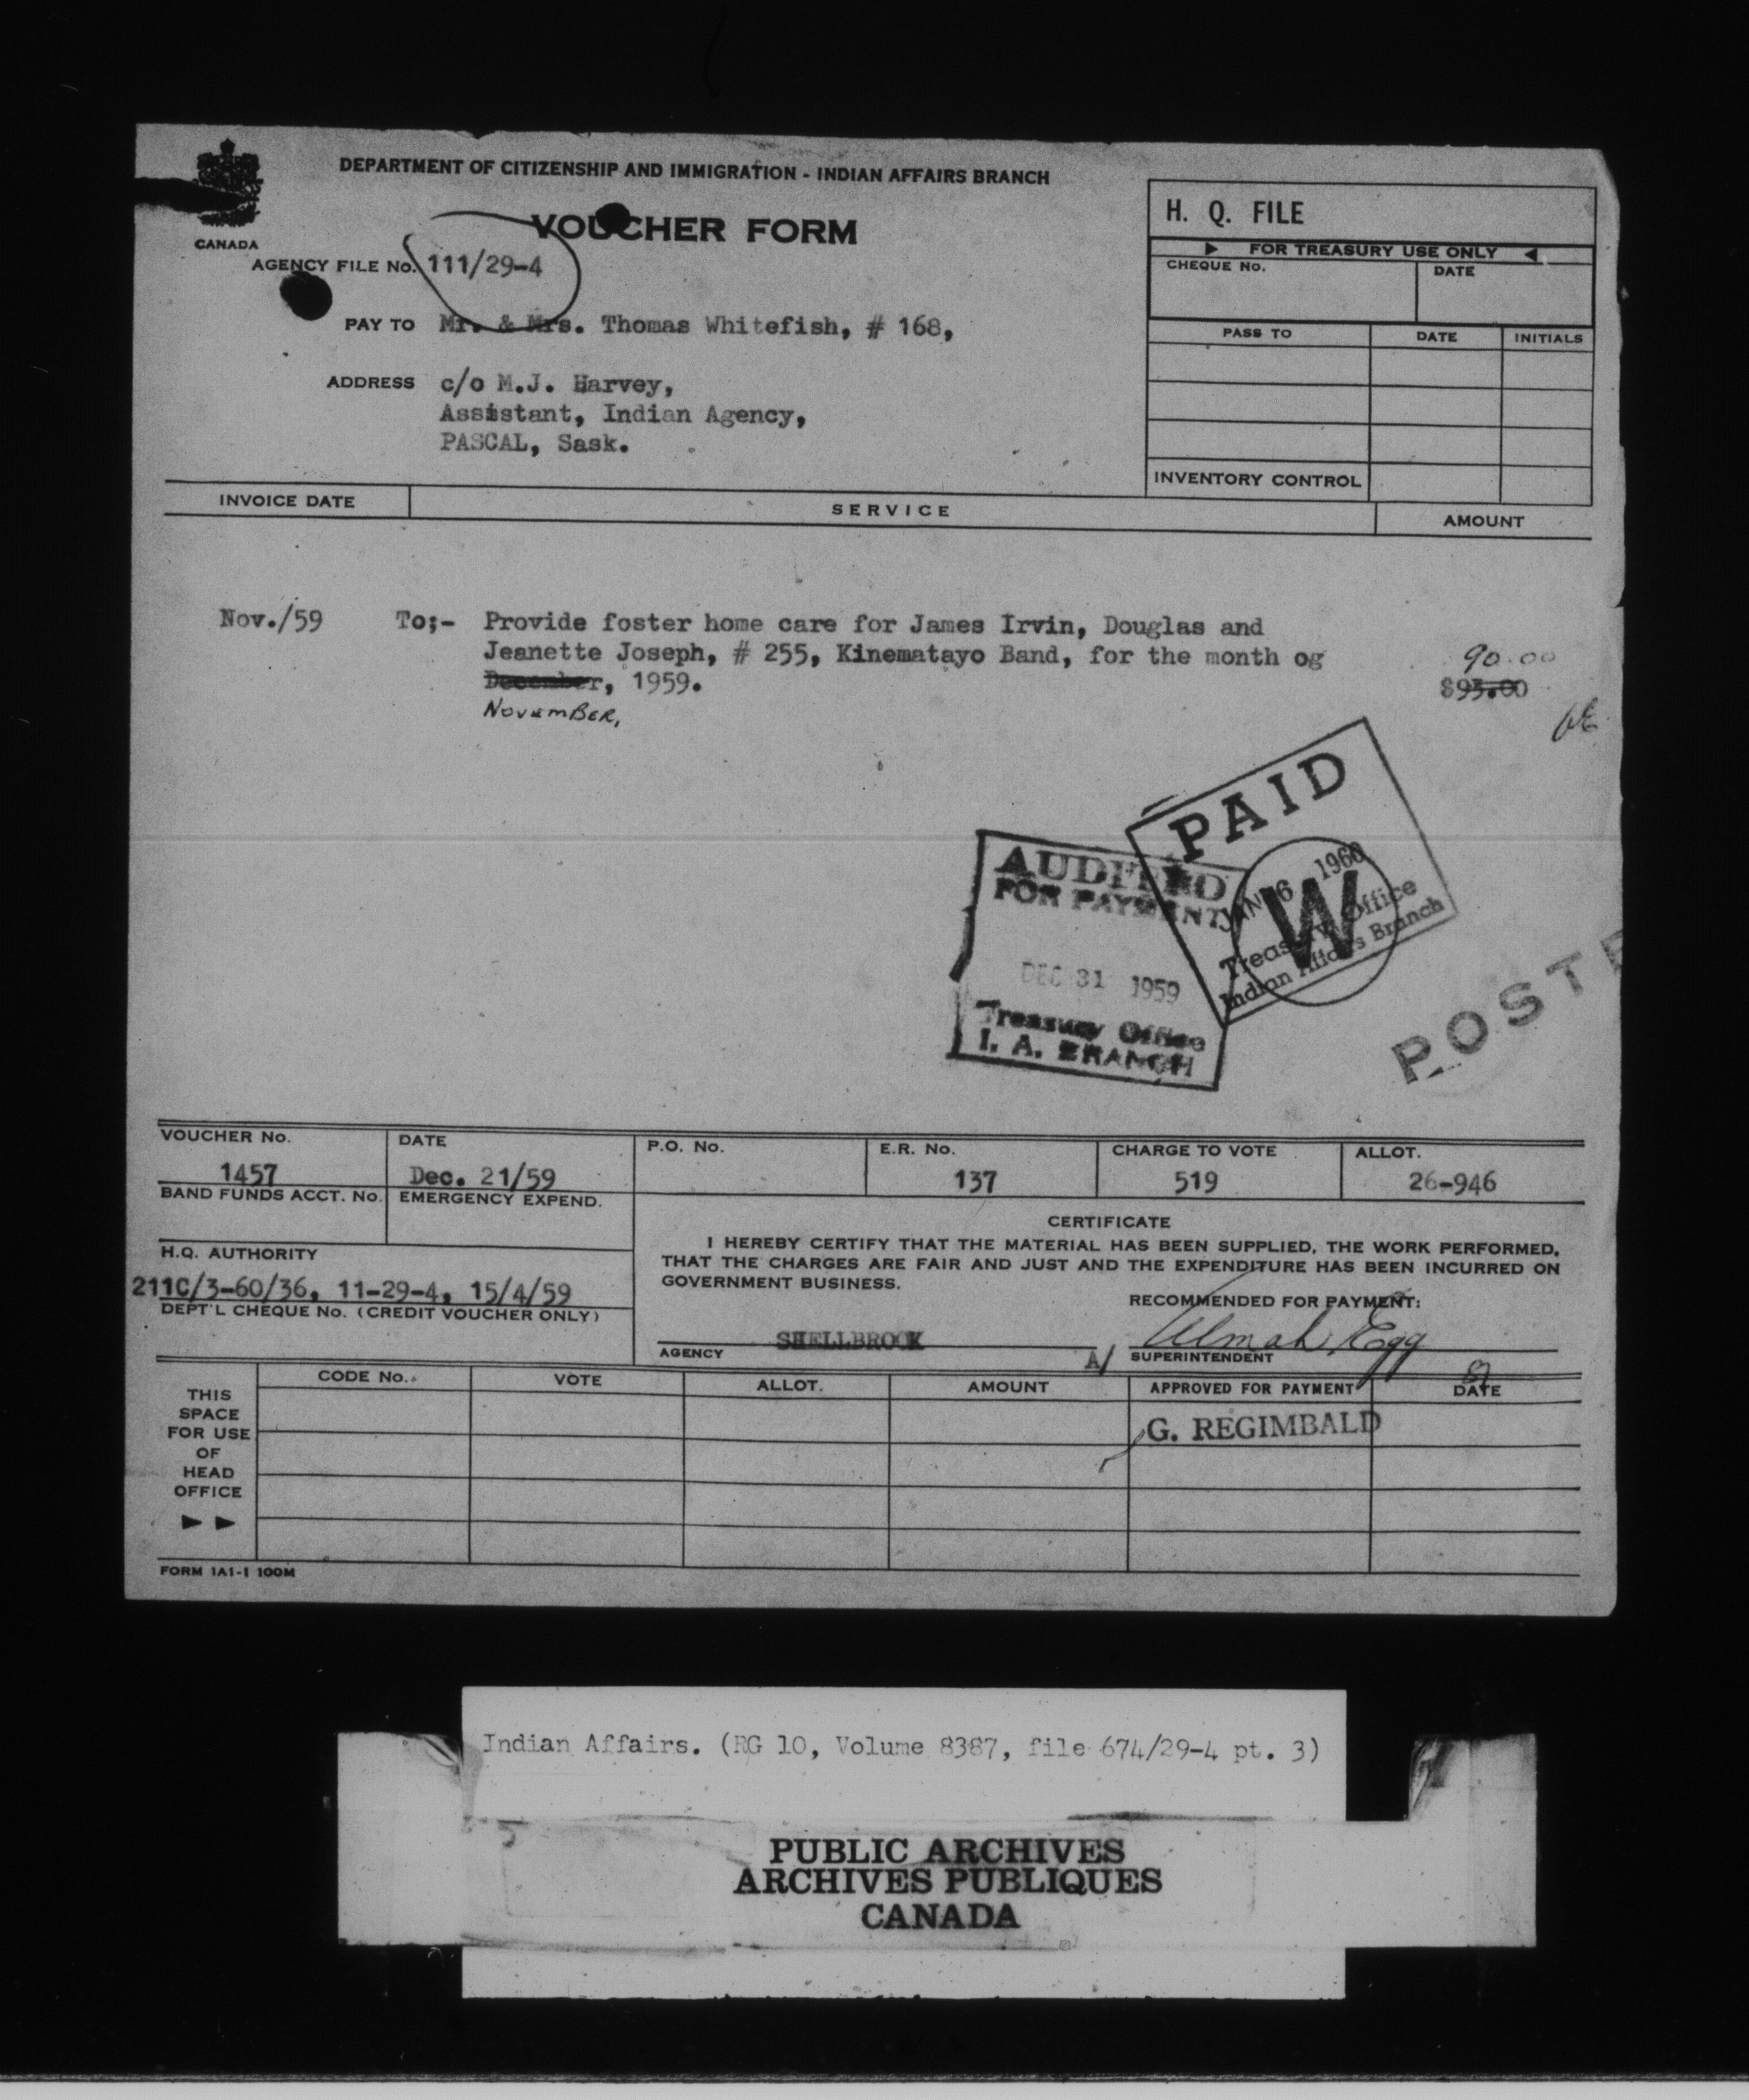 DEPARTMENT OF CITIZENSHIP AND IMMIGRATION - INDIAN AFFAIRS BRANCH
VOUCHER FORM
CANADA
AGENCY FILE No. 111/29-4
PAY TO Mr. & Mrs. Thomas Whitefish, # 168,
ADDRESS c/o M.J. Harvey,
Assistant, Indian Agency,
PASCAL, Sask.
H. Q. FILE
FOR TREASURY USE ONLY
CHEQUE No. DATE
PASS TO DATE INITIALS
INVENTORY CONTROL
INVOICE DATE SERVICE AMOUNT
Nov./59 To;- Provide foster home care for James Irvin, Douglas and
Jeanette Joseph, # 255, Kinematayo Band, for the month og
90.00
December, 1959. $93.00
NOVEMBER,
PAID
JAN 6 1960
W
Treasury Office
Indian Affairs Branch
AUDITED
FOR PAYMENT
DEC 31 1959
Treasury Office
I. A. BRANCH
POSTE
VOUCHER No. DATE P.O. No. E.R. No. CHARGE TO VOTE ALLOT.
1457 Dec. 21/59 137 519 26-946
BAND FUNDS ACCT. No. EMERGENCY EXPEND.
H.Q. AUTHORITY
211C/3-60/36, 11-29-4, 15/4/59
DEPT'L CHEQUE No. (CREDIT VOUCHER ONLY)
CERTIFICATE
I HEREBY CERTIFY THAT THE MATERIAL HAS BEEN SUPPLIED, THE WORK PERFORMED,
THAT THE CHARGES ARE FAIR AND JUST AND THE EXPENDITURE HAS BEEN INCURRED ON
GOVERNMENT BUSINESS.
RECOMMENDED FOR PAYMENT:
SHELLBROOK Almah Egg
AGENCY A/ SUPERINTENDENT
THIS
SPACE
FOR USE
OF
HEAD
OFFICE
CODE No. VOTE ALLOT. AMOUNT APPROVED FOR PAYMENT DATE
G. REGIMBALD
FORM IA1-1 100M
Indian Affairs. (RG 10, Volume 8387, file 674/29-4 pt. 3)
PUBLIC ARCHIVES
ARCHIVES PUBLIQUES
CANADA